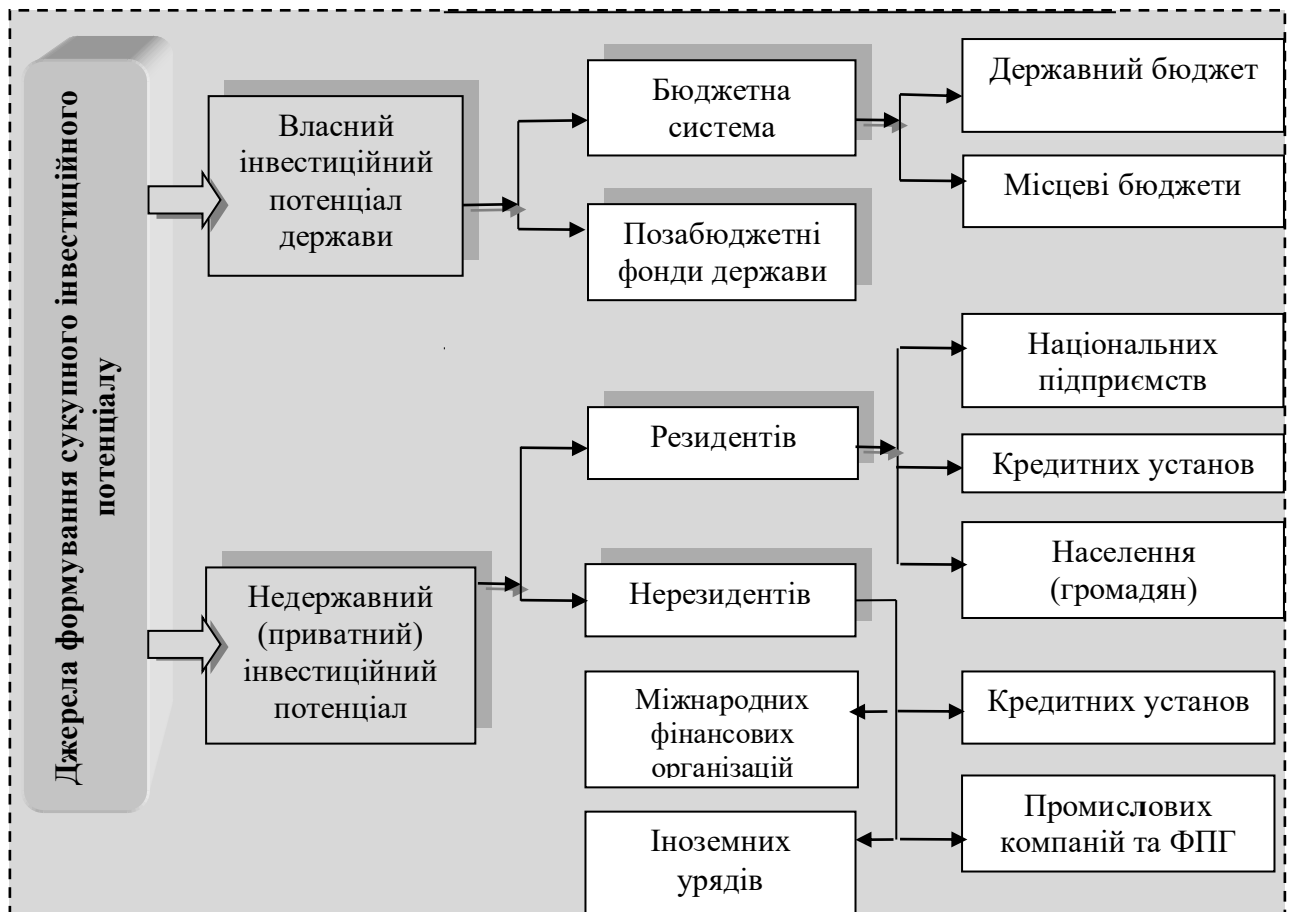 Джерела формування сукупного інвестиційного
потенціалу
Власний
інвестиційний
потенціал
держави
Бюджетна
система
Державний бюджет
Місцеві бюджети
Позабюджетні
фонди держави
Недержавний
(приватний)
інвестиційний
потенціал
Резидентів
Національних
підприємств
Кредитних установ
Населення
(громадян)
Нерезидентів
Міжнародних
фінансових
організацій
Кредитних установ
Іноземних
урядів
Промислових
компаній та ФПГ